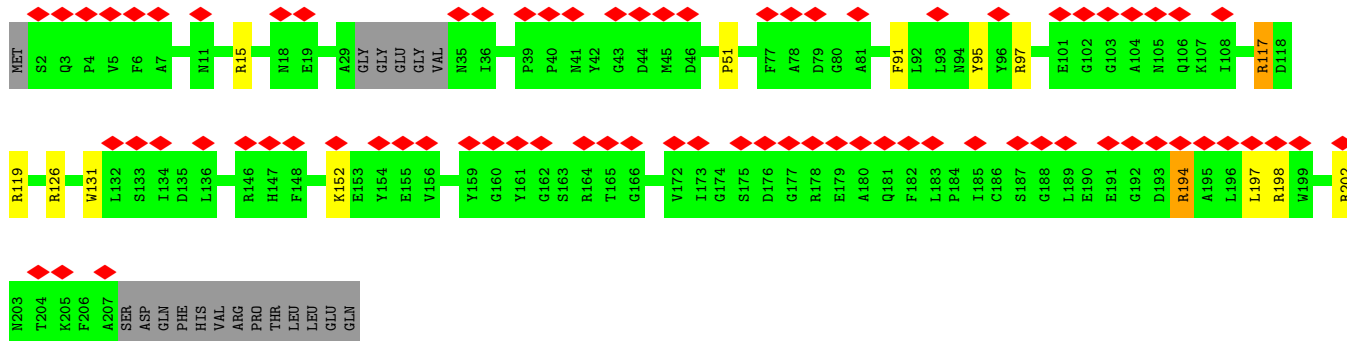 MET S2 Q3 P4 V5 F6 A7 N11 R15 N18 E19 A29 GLY GLY GLU GLY VAL N35 I36 P39 P40 N41 Y42 G43 D44 M45 D46 P51 F77 A78 D79 G80 A81 F91 L92 L93 N94 Y95 Y96 R97 E101 G102 G103 A104 N105 Q106 K107 I108 R117 D118
R119 R126 W131 L132 S133 I134 D135 L136 R146 H147 F148 K152 E153 Y154 E155 V156 Y159 G160 Y161 G162 S163 R164 T165 G166 V172 I173 G174 S175 D176 G177 R178 E179 A180 Q181 F182 L183 P184 I185 C186 S187 G188 L189 E190 E191 G192 D193 R194 A195 L196 L197 R198 W199
N203 T204 K205 F206 A207 SER ASP GLN PHE HIS VAL ARG PRO THR LEU LEU GLU GLN